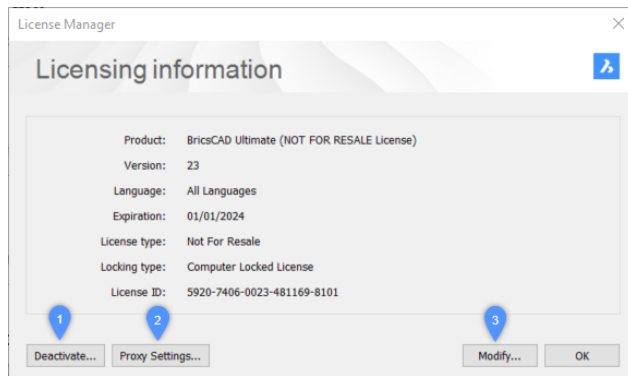 License Manager
Licensing information
Product: BricsCAD Ultimate (NOT FOR RESALE License)
Version: 23
Language: All Languages
Expiration: 01/01/2024
License type: Not For Resale
Locking type: Computer Locked License
License ID: 5920-7406-0023-481169-8101
1 2 3
Deactivate... Proxy Settings... Modify... OK